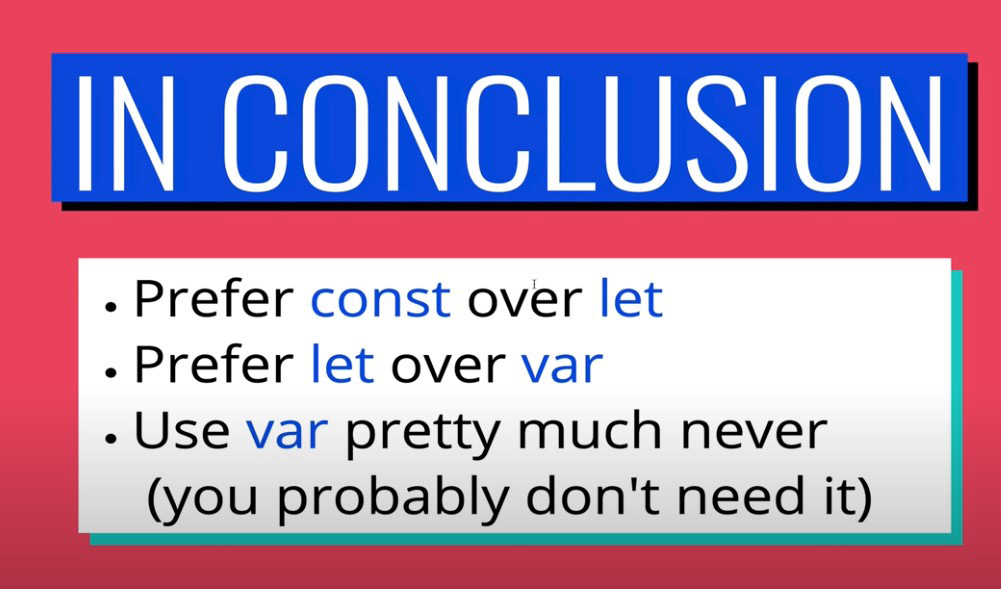 IN CONCLUSION
• Prefer const over let
• Prefer let over var
• Use var pretty much never
(you probably don't need it)